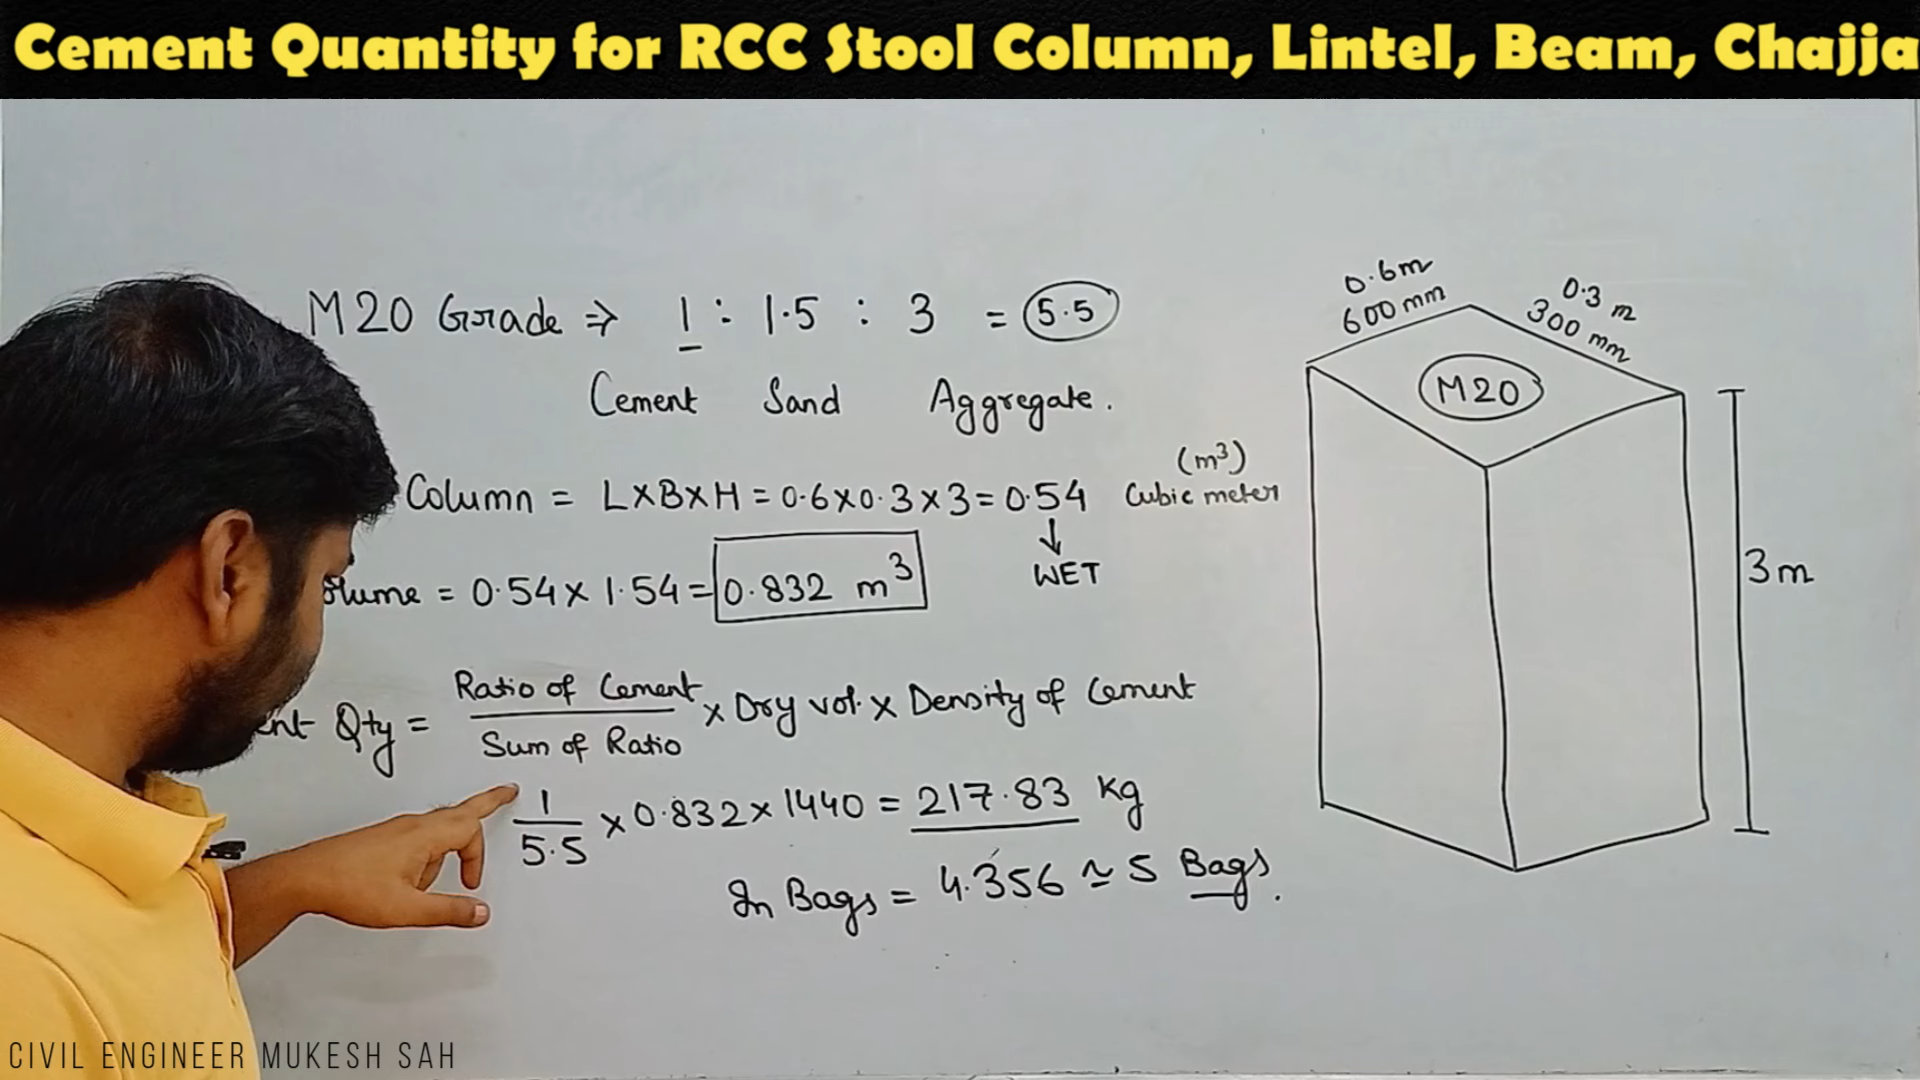 Cement Quantity for RCC Stool Column, Lintel, Beam, Chajja
M20 Grade ⇒ 1 : 1.5 : 3 = 5.5
Cement Sand Aggregate.
Column = L×B×H = 0.6×0.3×3 = 0.54 Cubic meter (m³)
↓
WET
= 0.54 × 1.54 = 0.832 m³
Qty = Ratio of Cement / Sum of Ratio × Dry vol. × Density of Cement
1 / 5.5 × 0.832 × 1440 = 217.83 Kg
In Bags = 4.356 ≃ 5 Bags.
0.6m
600 mm
0.3 m
300 mm
M20
3m
CIVIL ENGINEER MUKESH SAH